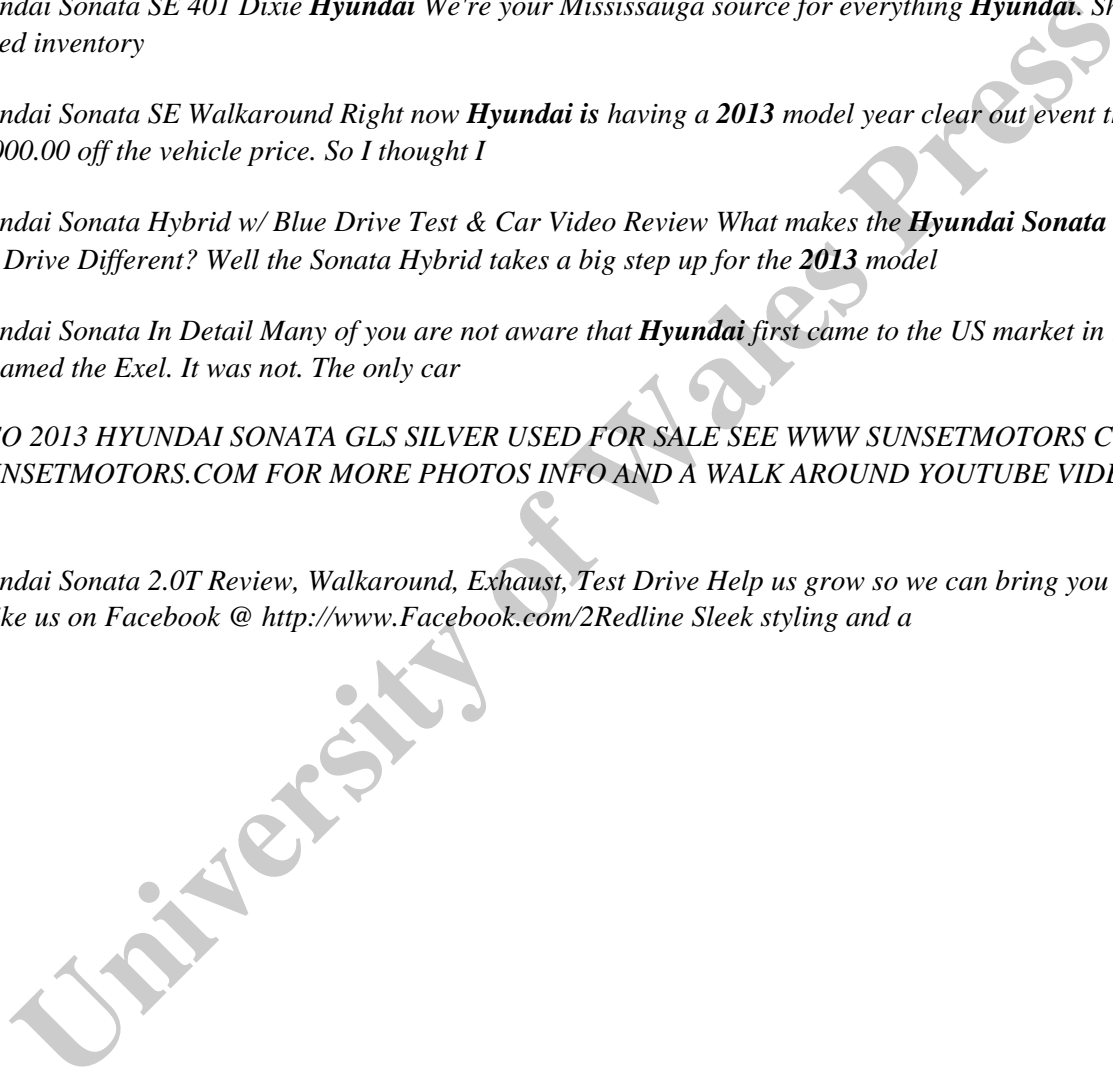 ndai Sonata SE 401 Dixie Hyundai We're your Mississauga source for everything Hyundai. Sh
ed inventory
ndai Sonata SE Walkaround Right now Hyundai is having a 2013 model year clear out event th
000.00 off the vehicle price. So I thought I
ndai Sonata Hybrid w/ Blue Drive Test & Car Video Review What makes the Hyundai Sonata
Drive Different? Well the Sonata Hybrid takes a big step up for the 2013 model
ndai Sonata In Detail Many of you are not aware that Hyundai first came to the US market in
amed the Exel. It was not. The only car
O 2013 HYUNDAI SONATA GLS SILVER USED FOR SALE SEE WWW SUNSETMOTORS C
NSETMOTORS.COM FOR MORE PHOTOS INFO AND A WALK AROUND YOUTUBE VIDE
ndai Sonata 2.0T Review, Walkaround, Exhaust, Test Drive Help us grow so we can bring you
ke us on Facebook @ http://www.Facebook.com/2Redline Sleek styling and a
University of Wales Press